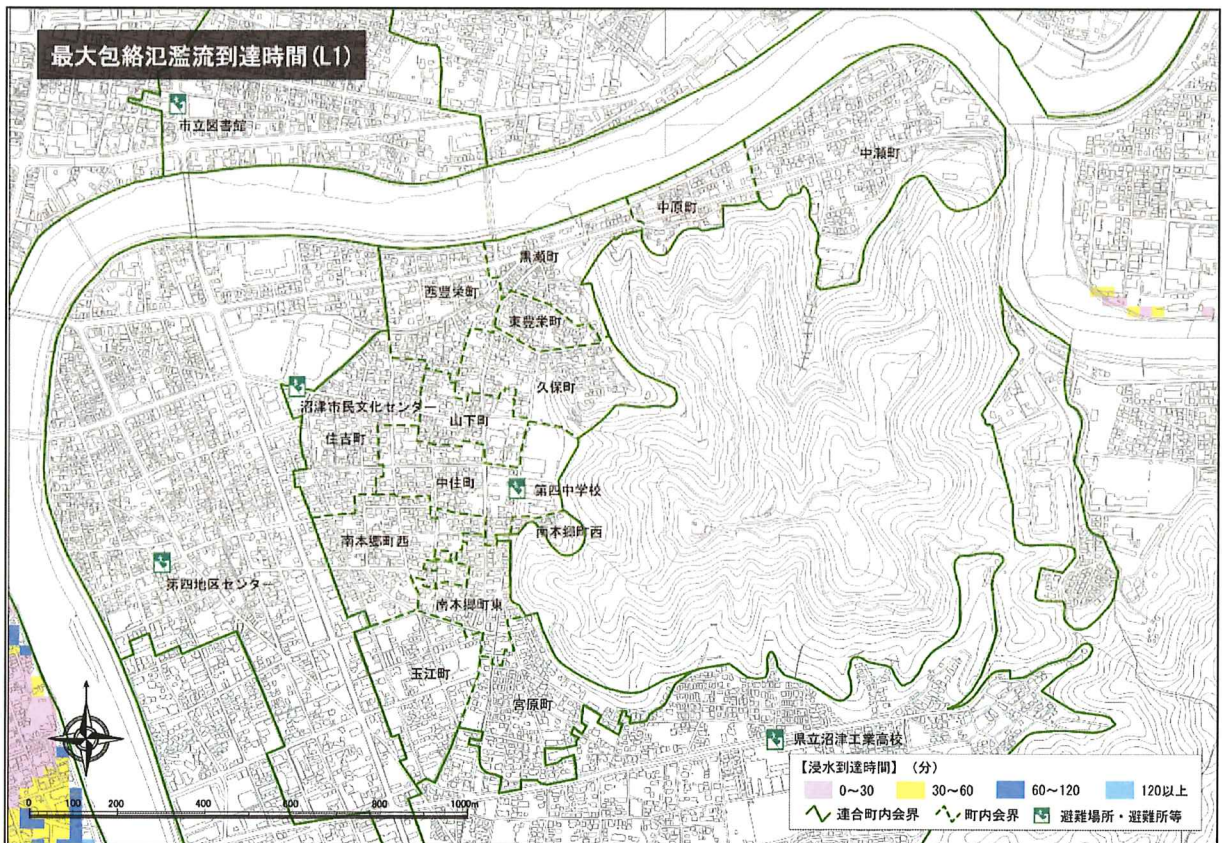 最大包絡氾濫流到達時間(L1)
市立図書館
中瀬町
中原町
黒瀬町
西豊栄町
東豊栄町
久保町
沼津市民文化センター
山下町
住吉町
中住町
第四中学校
南本郷町西
南本郷町西
第四地区センター
南本郷町東
玉江町
宮原町
県立沼津工業高校
【浸水到達時間】(分)
0~30 30~60 60~120 120以上
連合町内会界 町内会界 避難場所・避難所等
0 100 200 400 600 800 1000m